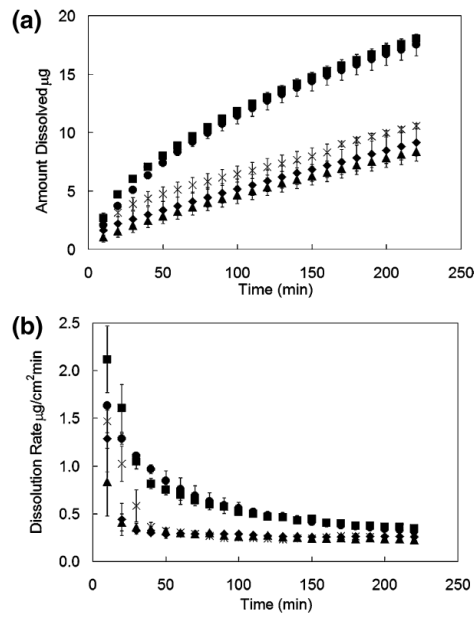 (a)
20
15
10
5
0
Amount Dissolved µg
0 50 100 150 200 250
Time (min)
(b)
2.5
2.0
1.5
1.0
0.5
0.0
Dissolution Rate µg/cm²min
0 50 100 150 200 250
Time (min)